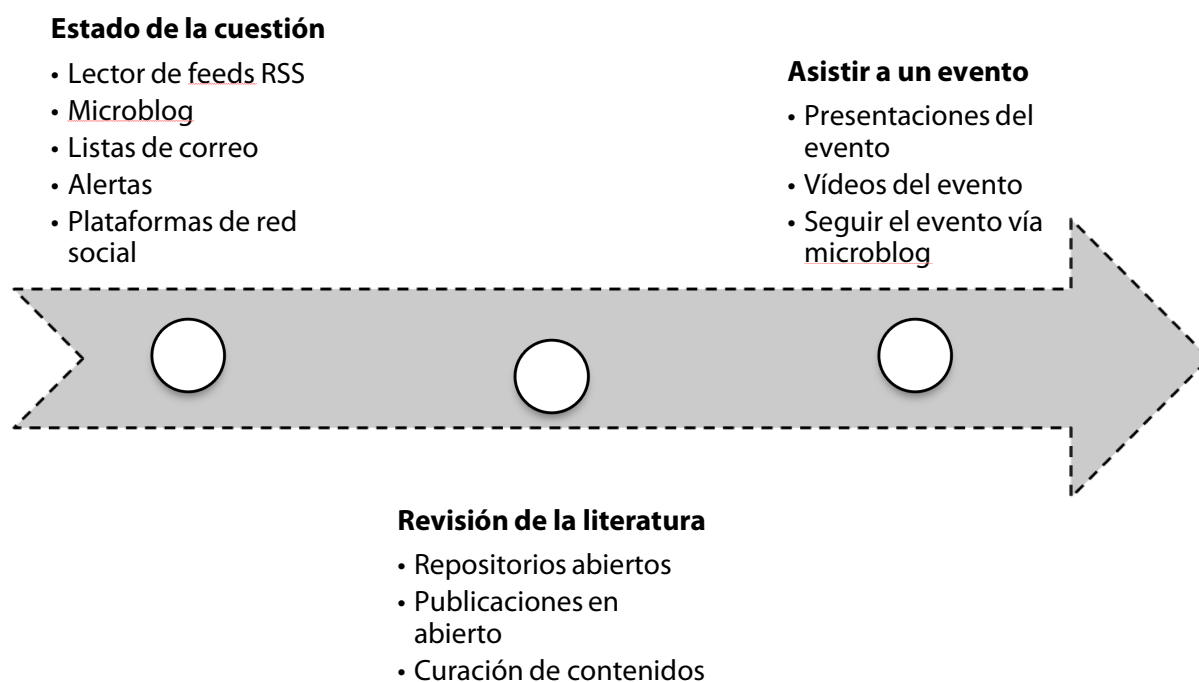 Estado de la cuestión
• Lector de feeds RSS
• Microblog
• Listas de correo
• Alertas
• Plataformas de red
social
Asistir a un evento
• Presentaciones del
evento
• Vídeos del evento
• Seguir el evento vía
microblog
Revisión de la literatura
• Repositorios abiertos
• Publicaciones en
abierto
• Curación de contenidos